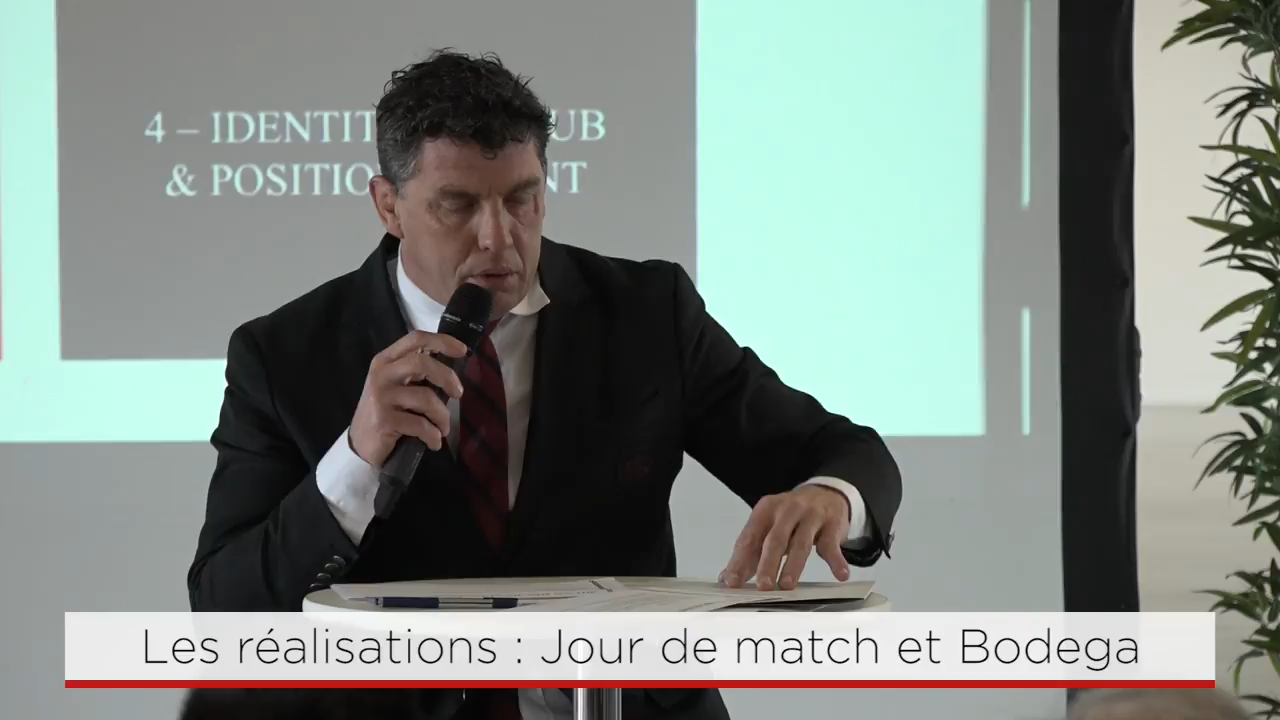 4 – IDENTIT UB
& POSITIO NT
Les réalisations : Jour de match et Bodega